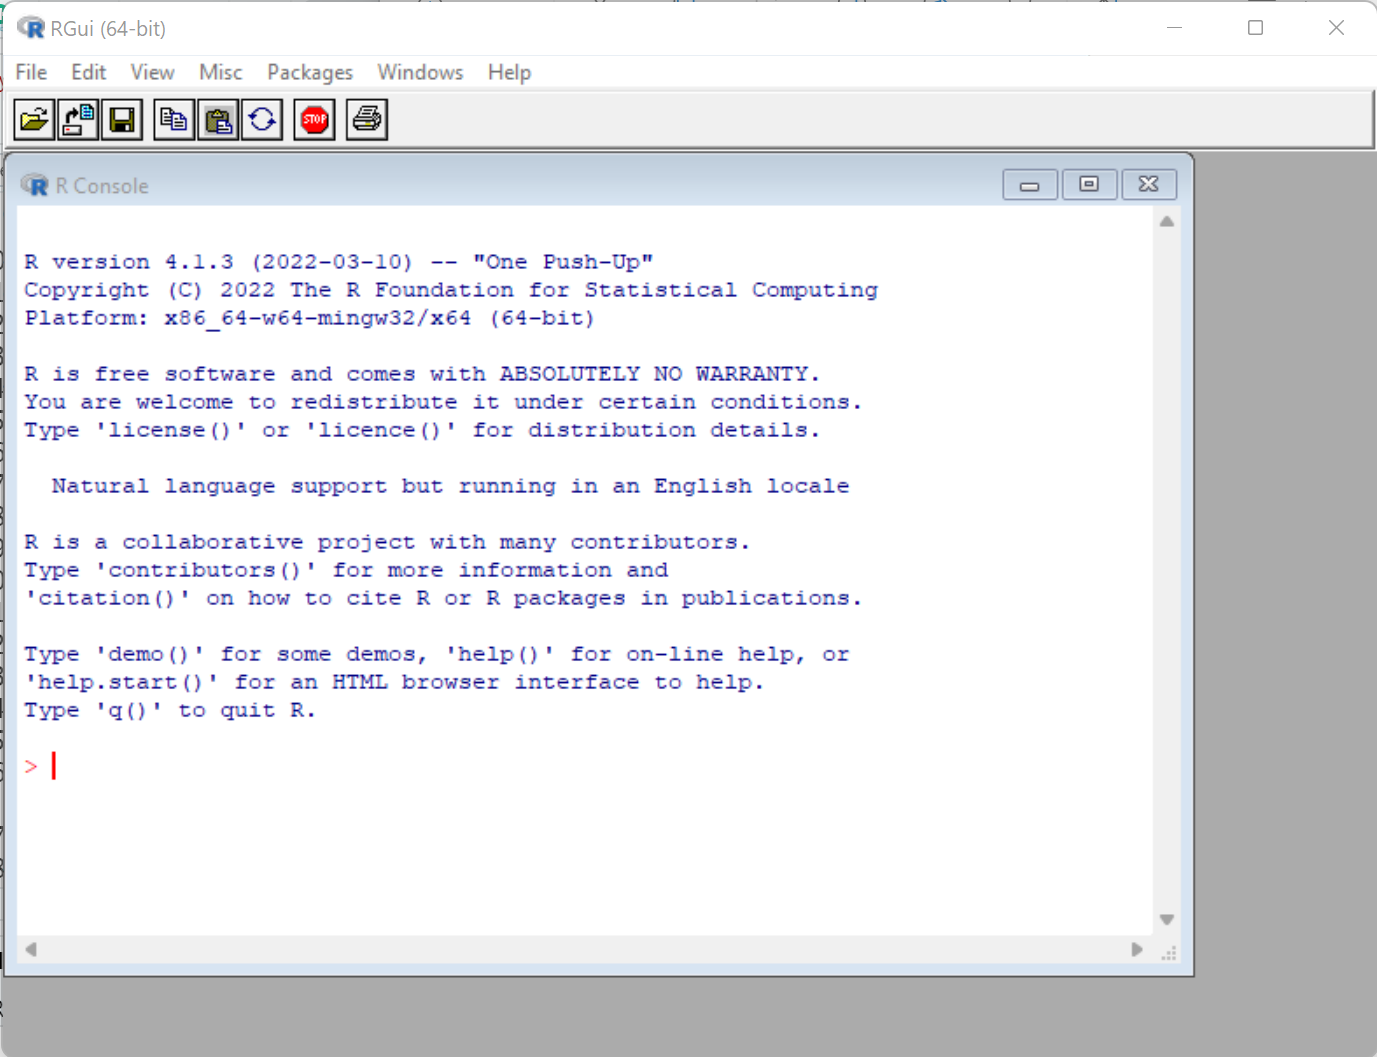 RGui (64-bit)
File Edit View Misc Packages Windows Help
STOP
R Console
R version 4.1.3 (2022-03-10) -- "One Push-Up"
Copyright (C) 2022 The R Foundation for Statistical Computing
Platform: x86_64-w64-mingw32/x64 (64-bit)
R is free software and comes with ABSOLUTELY NO WARRANTY.
You are welcome to redistribute it under certain conditions.
Type 'license()' or 'licence()' for distribution details.
Natural language support but running in an English locale
R is a collaborative project with many contributors.
Type 'contributors()' for more information and
'citation()' on how to cite R or R packages in publications.
Type 'demo()' for some demos, 'help()' for on-line help, or
'help.start()' for an HTML browser interface to help.
Type 'q()' to quit R.
>